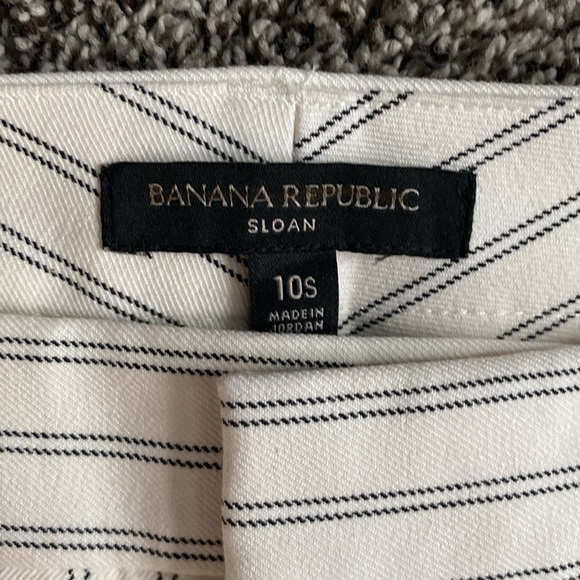 BANANA REPUBLIC
SLOAN
10S
MADE IN
JORDAN